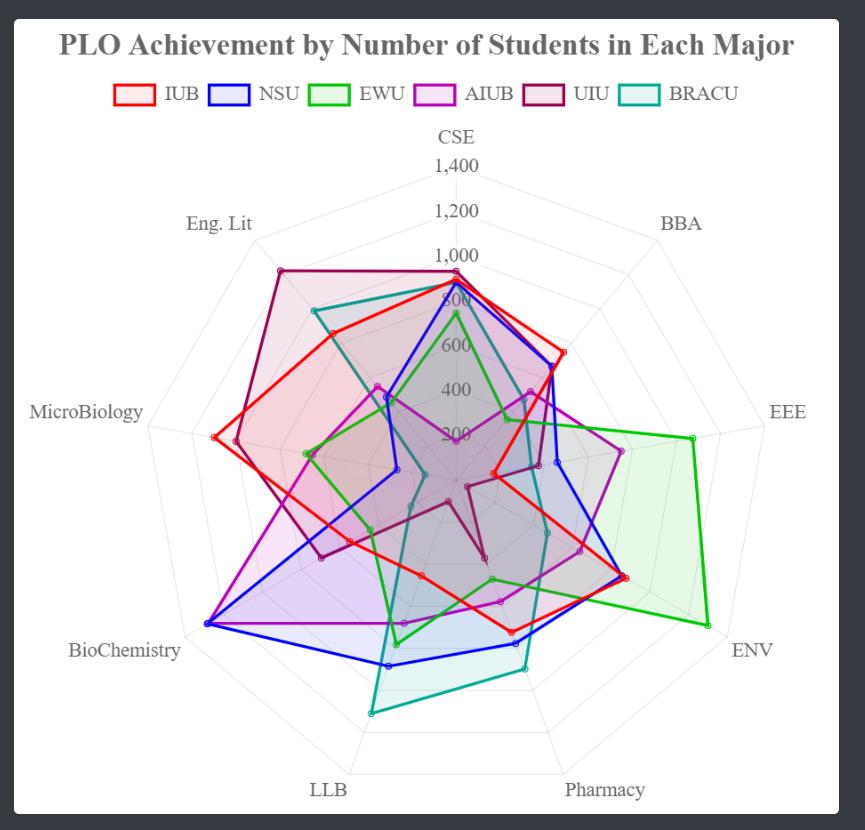 PLO Achievement by Number of Students in Each Major
IUB NSU EWU AIUB UIU BRACU
CSE
1,400
Eng. Lit BBA
1,200
1,000
800
600
400
MicroBiology EEE
200
BioChemistry ENV
LLB Pharmacy